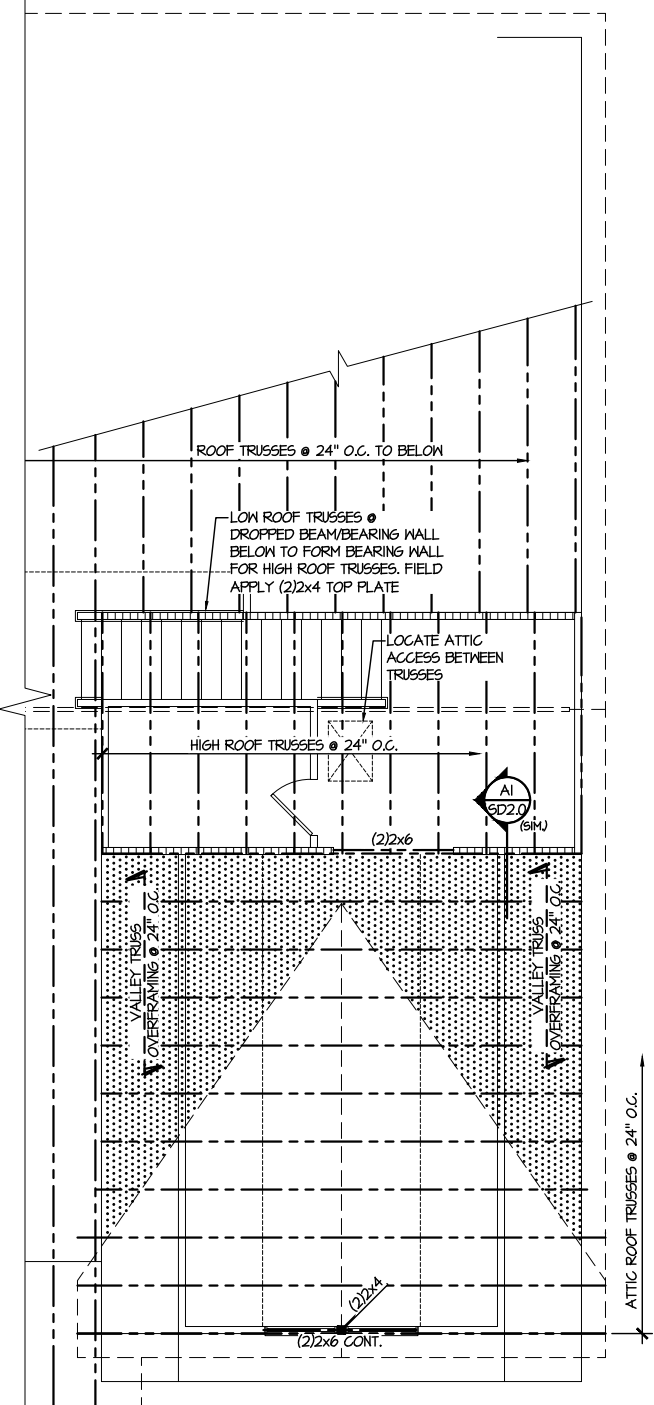 ROOF TRUSSES @ 24" O.C. TO BELOW
LOW ROOF TRUSSES @
DROPPED BEAM/BEARING WALL
BELOW TO FORM BEARING WALL
FOR HIGH ROOF TRUSSES. FIELD
APPLY (2)2x4 TOP PLATE
LOCATE ATTIC
ACCESS BETWEEN
TRUSSES
HIGH ROOF TRUSSES @ 24" O.C.
A1
SD2.0
(SIM.)
(2)2x6
VALLEY TRUSS
OVERFRAMING @ 24" O.C.
VALLEY TRUSS
OVERFRAMING @ 24" O.C.
ATTIC ROOF TRUSSES @ 24" O.C.
(2)2x4
(2)2x6 CONT.